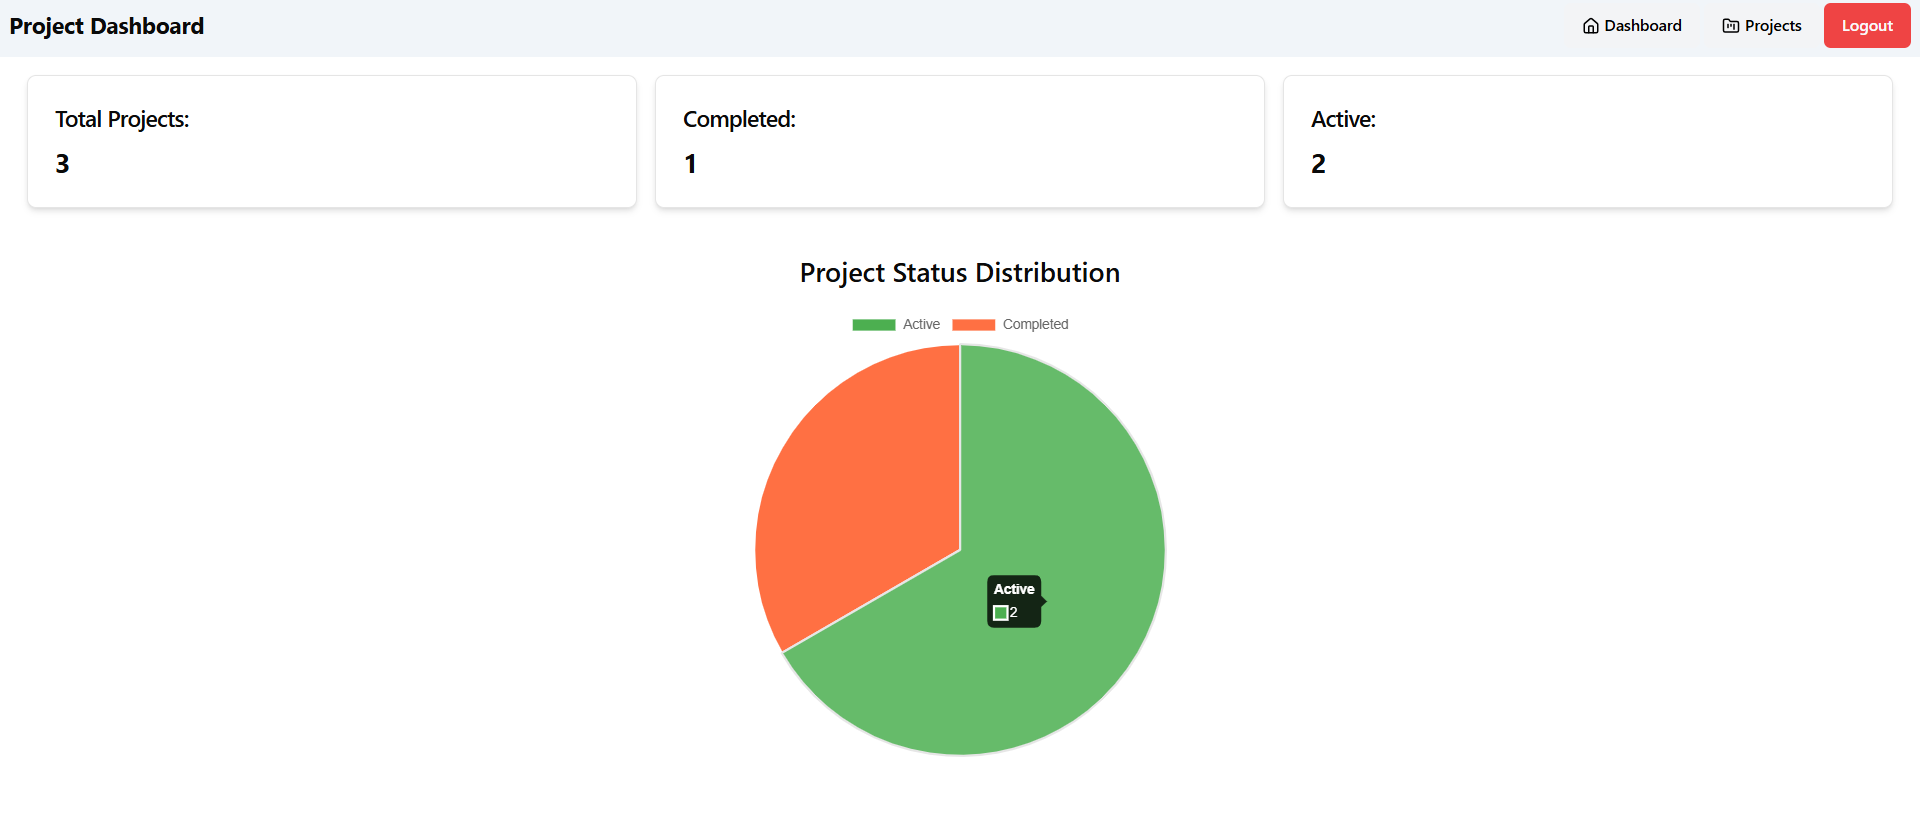 Project Dashboard
Dashboard
Projects
Logout
Total Projects:
3
Completed:
1
Active:
2
Project Status Distribution
Active
Completed
Active
2